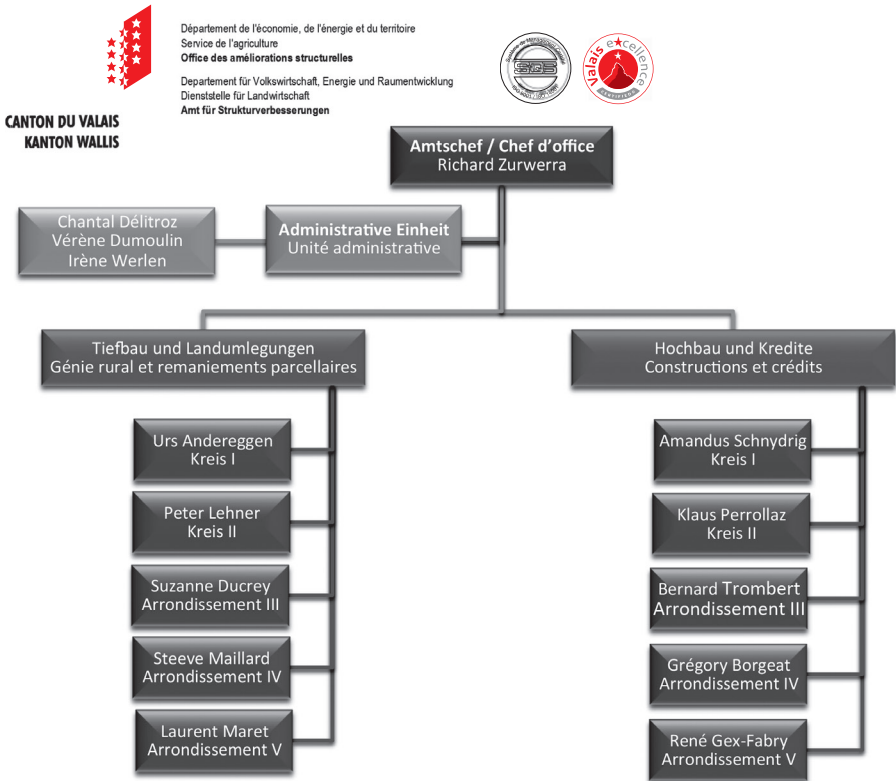 Département de l'économie, de l'énergie et du territoire
Service de l'agriculture
Office des améliorations structurelles
Departement für Volkswirtschaft, Energie und Raumentwicklung
Dienststelle für Landwirtschaft
Amt für Strukturverbesserungen
CANTON DU VALAIS
KANTON WALLIS
SQS
Valais excellence
Amtschef / Chef d'office
Richard Zurwerra
Chantal Délitroz
Vérène Dumoulin
Irène Werlen
Administrative Einheit
Unité administrative
Tiefbau und Landumlegungen
Génie rural et remaniements parcellaires
Urs Andereggen
Kreis I
Peter Lehner
Kreis II
Suzanne Ducrey
Arrondissement III
Steeve Maillard
Arrondissement IV
Laurent Maret
Arrondissement V
Hochbau und Kredite
Constructions et crédits
Amandus Schnydrig
Kreis I
Klaus Perrollaz
Kreis II
Bernard Trombert
Arrondissement III
Grégory Borgeat
Arrondissement IV
René Gex-Fabry
Arrondissement V